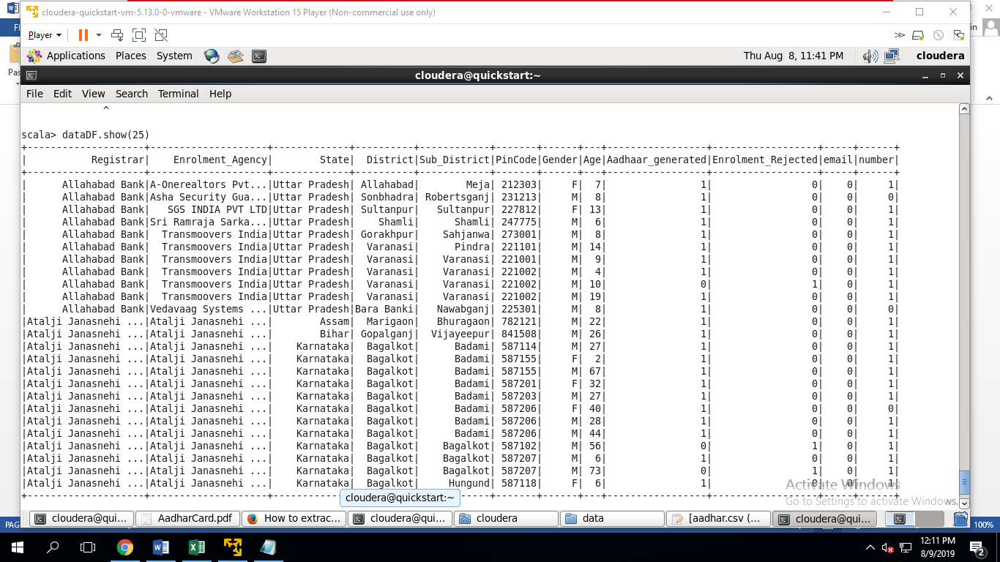 cloudera-quickstart-vm-5.13.0-0-vmware - VMware Workstation 15 Player (Non-commercial use only)
Player
Applications Places System Thu Aug 8, 11:41 PM cloudera
cloudera@quickstart:~
File Edit View Search Terminal Help
^
scala> dataDF.show(25)
+--------------------+--------------------+-------------+----------+------------+-------+------+---+-----------------+------------------+-----+------+
| Registrar| Enrolment_Agency| State| District|Sub_District|PinCode|Gender|Age|Aadhaar_generated|Enrolment_Rejected|email|number|
+--------------------+--------------------+-------------+----------+------------+-------+------+---+-----------------+------------------+-----+------+
| Allahabad Bank|A-Onerealtors Pvt...|Uttar Pradesh| Allahabad| Meja| 212303| F| 7| 1| 0| 0| 1|
| Allahabad Bank|Asha Security Gua...|Uttar Pradesh| Sonbhadra| Robertsganj| 231213| M| 8| 1| 0| 0| 0|
| Allahabad Bank| SGS INDIA PVT LTD|Uttar Pradesh| Sultanpur| Sultanpur| 227812| F| 13| 1| 0| 0| 1|
| Allahabad Bank|Sri Ramraja Sarka...|Uttar Pradesh| Shamli| Shamli| 247775| M| 6| 1| 0| 0| 1|
| Allahabad Bank| Transmoovers India|Uttar Pradesh| Gorakhpur| Sahjanwa| 273001| M| 8| 1| 0| 0| 1|
| Allahabad Bank| Transmoovers India|Uttar Pradesh| Varanasi| Pindra| 221101| M| 14| 1| 0| 0| 1|
| Allahabad Bank| Transmoovers India|Uttar Pradesh| Varanasi| Varanasi| 221001| M| 9| 1| 0| 0| 1|
| Allahabad Bank| Transmoovers India|Uttar Pradesh| Varanasi| Varanasi| 221002| M| 4| 1| 0| 0| 1|
| Allahabad Bank| Transmoovers India|Uttar Pradesh| Varanasi| Varanasi| 221002| M| 10| 0| 1| 0| 1|
| Allahabad Bank| Transmoovers India|Uttar Pradesh| Varanasi| Varanasi| 221002| M| 19| 1| 0| 0| 1|
| Allahabad Bank|Vedavaag Systems ...|Uttar Pradesh|Bara Banki| Nawabganj| 225301| M| 8| 1| 0| 0| 0|
|Atalji Janasnehi ...|Atalji Janasnehi ...| Assam| Marigaon| Bhuragaon| 782121| M| 22| 1| 0| 0| 1|
|Atalji Janasnehi ...|Atalji Janasnehi ...| Bihar| Gopalganj| Vijayeepur| 841508| M| 26| 1| 0| 0| 1|
|Atalji Janasnehi ...|Atalji Janasnehi ...| Karnataka| Bagalkot| Badami| 587114| M| 27| 1| 0| 0| 1|
|Atalji Janasnehi ...|Atalji Janasnehi ...| Karnataka| Bagalkot| Badami| 587155| F| 2| 1| 0| 0| 1|
|Atalji Janasnehi ...|Atalji Janasnehi ...| Karnataka| Bagalkot| Badami| 587155| M| 67| 1| 0| 0| 1|
|Atalji Janasnehi ...|Atalji Janasnehi ...| Karnataka| Bagalkot| Badami| 587201| F| 32| 1| 0| 0| 1|
|Atalji Janasnehi ...|Atalji Janasnehi ...| Karnataka| Bagalkot| Badami| 587203| M| 27| 1| 0| 0| 1|
|Atalji Janasnehi ...|Atalji Janasnehi ...| Karnataka| Bagalkot| Badami| 587206| F| 40| 1| 0| 0| 0|
|Atalji Janasnehi ...|Atalji Janasnehi ...| Karnataka| Bagalkot| Badami| 587206| M| 28| 1| 0| 0| 1|
|Atalji Janasnehi ...|Atalji Janasnehi ...| Karnataka| Bagalkot| Badami| 587206| M| 44| 1| 0| 0| 1|
|Atalji Janasnehi ...|Atalji Janasnehi ...| Karnataka| Bagalkot| Bagalkot| 587102| M| 56| 0| 1| 0| 1|
|Atalji Janasnehi ...|Atalji Janasnehi ...| Karnataka| Bagalkot| Bagalkot| 587207| M| 6| 1| 0| 0| 1|
|Atalji Janasnehi ...|Atalji Janasnehi ...| Karnataka| Bagalkot| Bagalkot| 587207| M| 73| 0| 1| 0| 1|
|Atalji Janasnehi ...|Atalji Janasnehi ...| Karnataka| Bagalkot| Hungund| 587118| F| 6| 1| 0| 0| 1|
Activate Windows
Go to Settings to activate Windows.
cloudera@quickstart:~
cloudera@qui... AadharCard.pdf How to extrac... cloudera@qui... cloudera data [aadhar.csv (... cloudera@qui...
PAG 100%
12:11 PM
8/9/2019
2